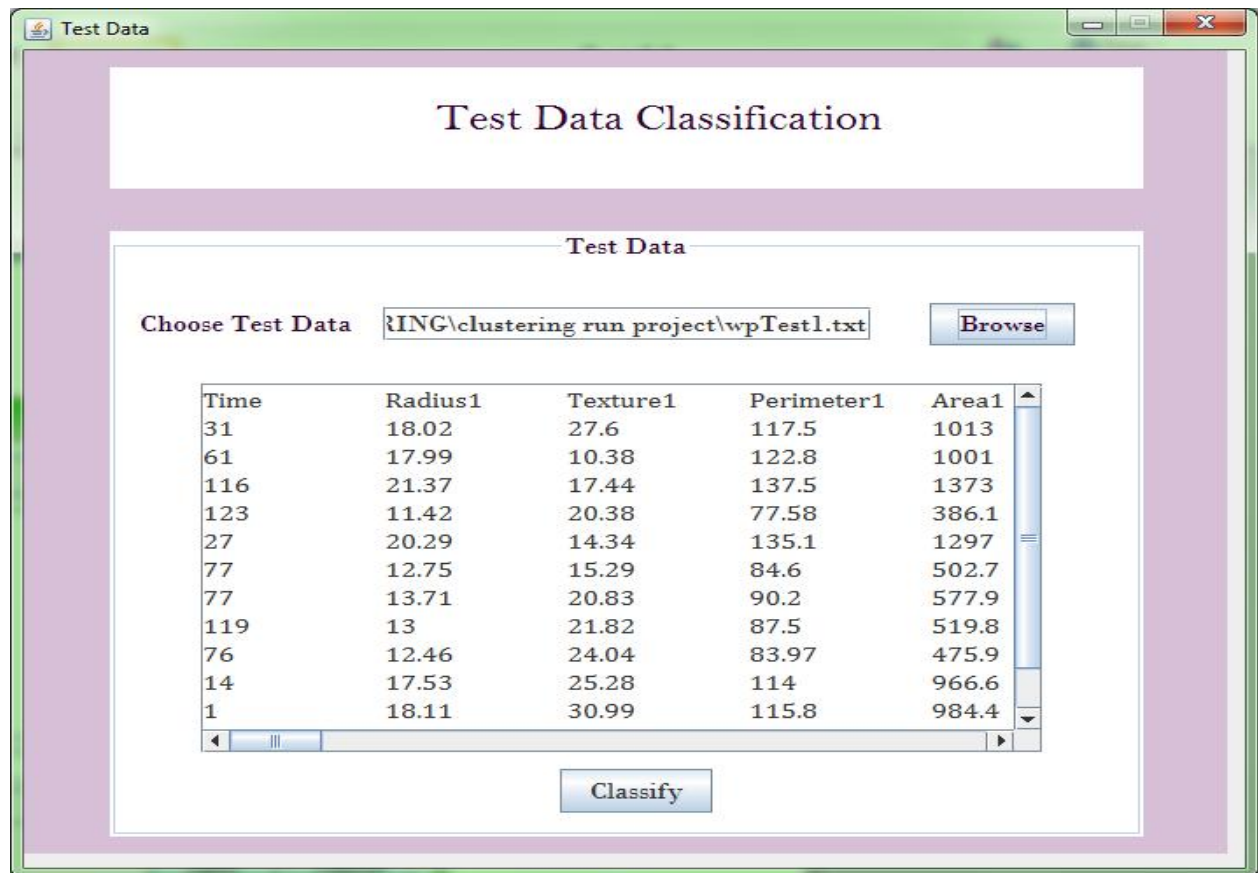 Test Data
Test Data Classification
Test Data
Choose Test Data RING\clustering run project\wpTest1.txt Browse
Time Radius1 Texture1 Perimeter1 Area1
31 18.02 27.6 117.5 1013
61 17.99 10.38 122.8 1001
116 21.37 17.44 137.5 1373
123 11.42 20.38 77.58 386.1
27 20.29 14.34 135.1 1297
77 12.75 15.29 84.6 502.7
77 13.71 20.83 90.2 577.9
119 13 21.82 87.5 519.8
76 12.46 24.04 83.97 475.9
14 17.53 25.28 114 966.6
1 18.11 30.99 115.8 984.4
Classify